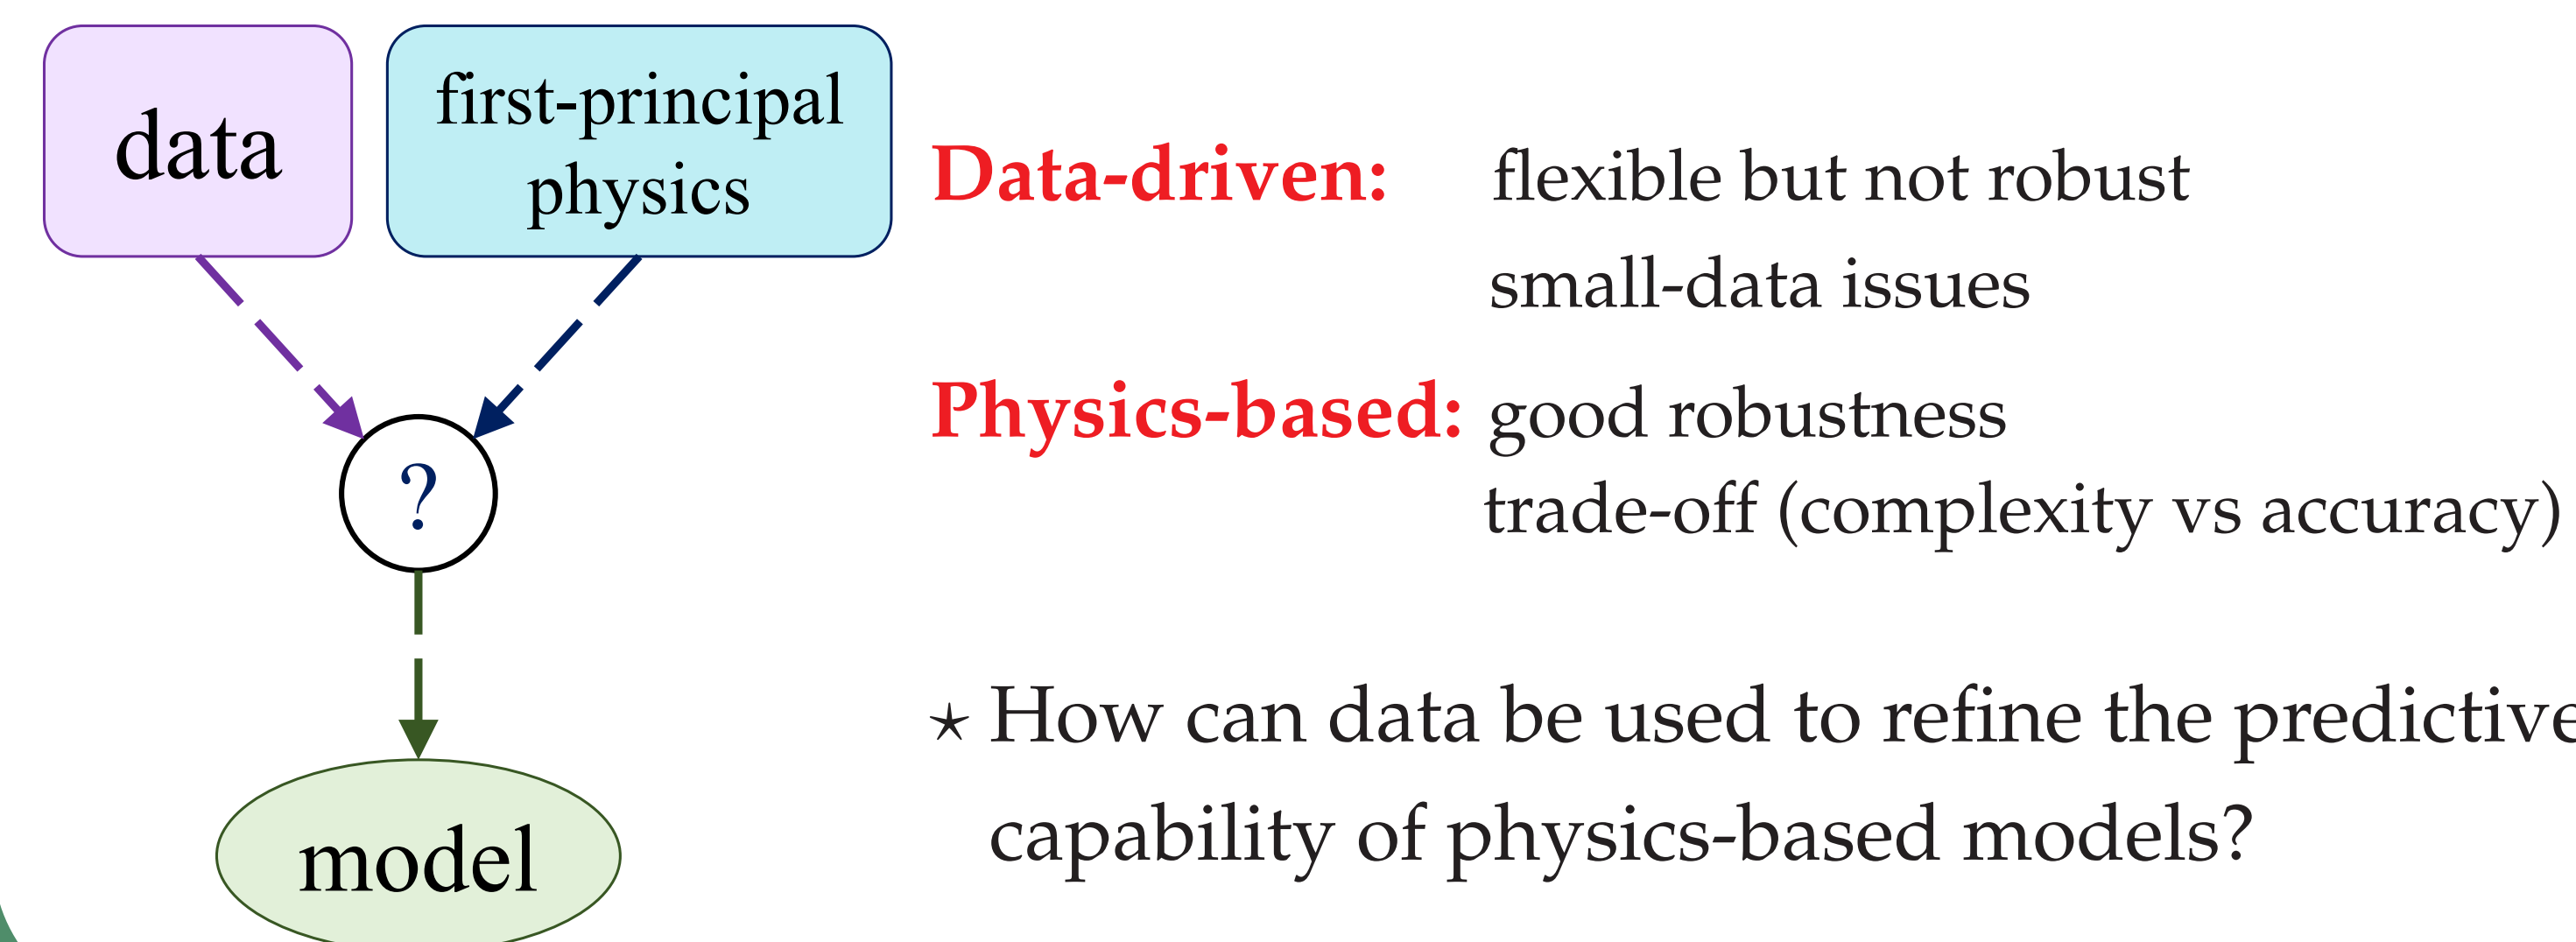 data
first-principal
physics
?
model
Data-driven: flexible but not robust
small-data issues
Physics-based: good robustness
trade-off (complexity vs accuracy)
⋆ How can data be used to refine the predictive
capability of physics-based models?